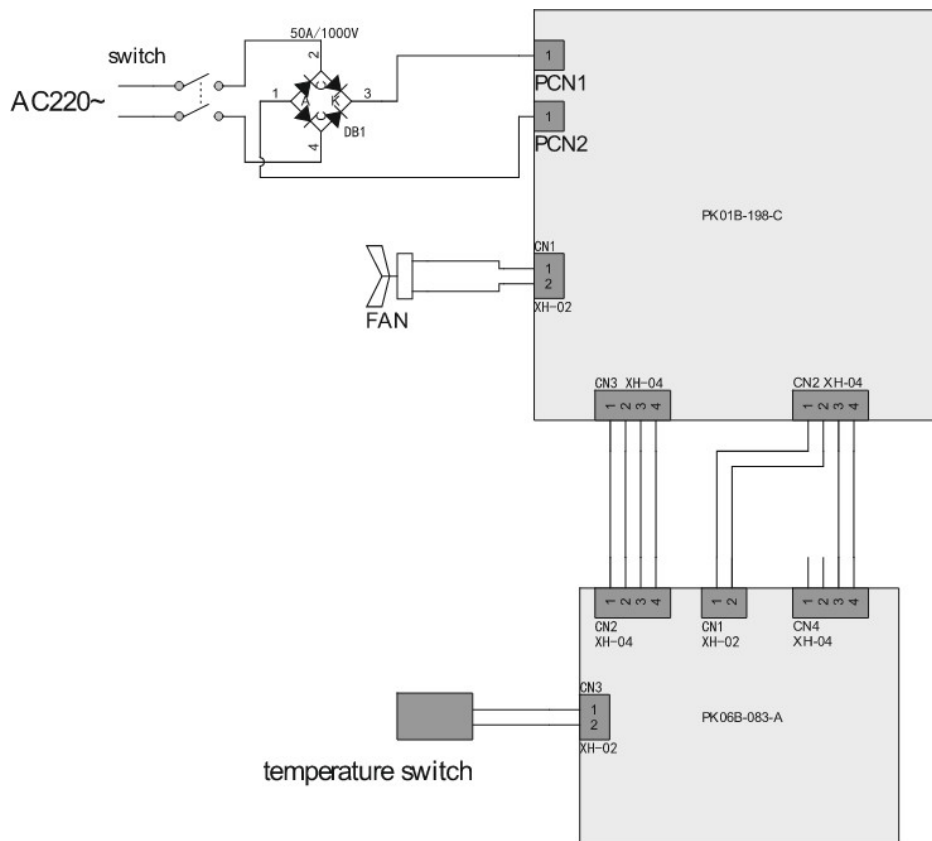 50A/1000V
switch
2
AC220~
1
A
K
3
DB1
4
1
PCN1
1
PCN2
PK01B-198-C
CN1
1
2
XH-02
FAN
CN3 XH-04
CN2 XH-04
1 2 3 4
1 2 3 4
1 2 3 4
1 2
1 2 3 4
CN2
XH-04
CN1
XH-02
CN4
XH-04
CN3
1
2
XH-02
PK06B-083-A
temperature switch